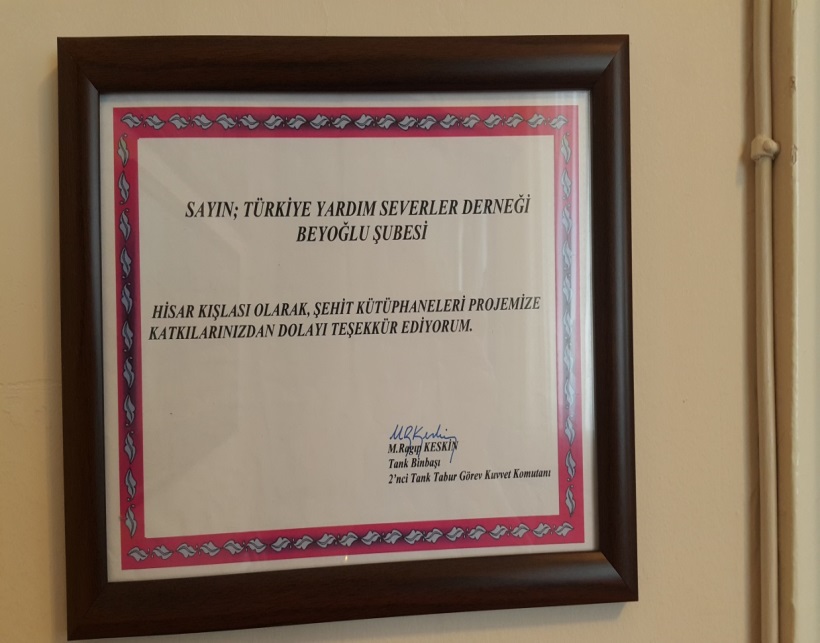 SAYIN; TÜRKİYE YARDIM SEVERLER DERNEĞİ
BEYOĞLU ŞUBESİ
HİSAR KIŞLASI OLARAK, ŞEHİT KÜTÜPHANELERİ PROJEMİZE
KATKILARINIZDAN DOLAYI TEŞEKKÜR EDİYORUM.
M.Ragıp KESKİN
Tank Binbaşı
2'nci Tank Tabur Görev Kuvvet Komutanı